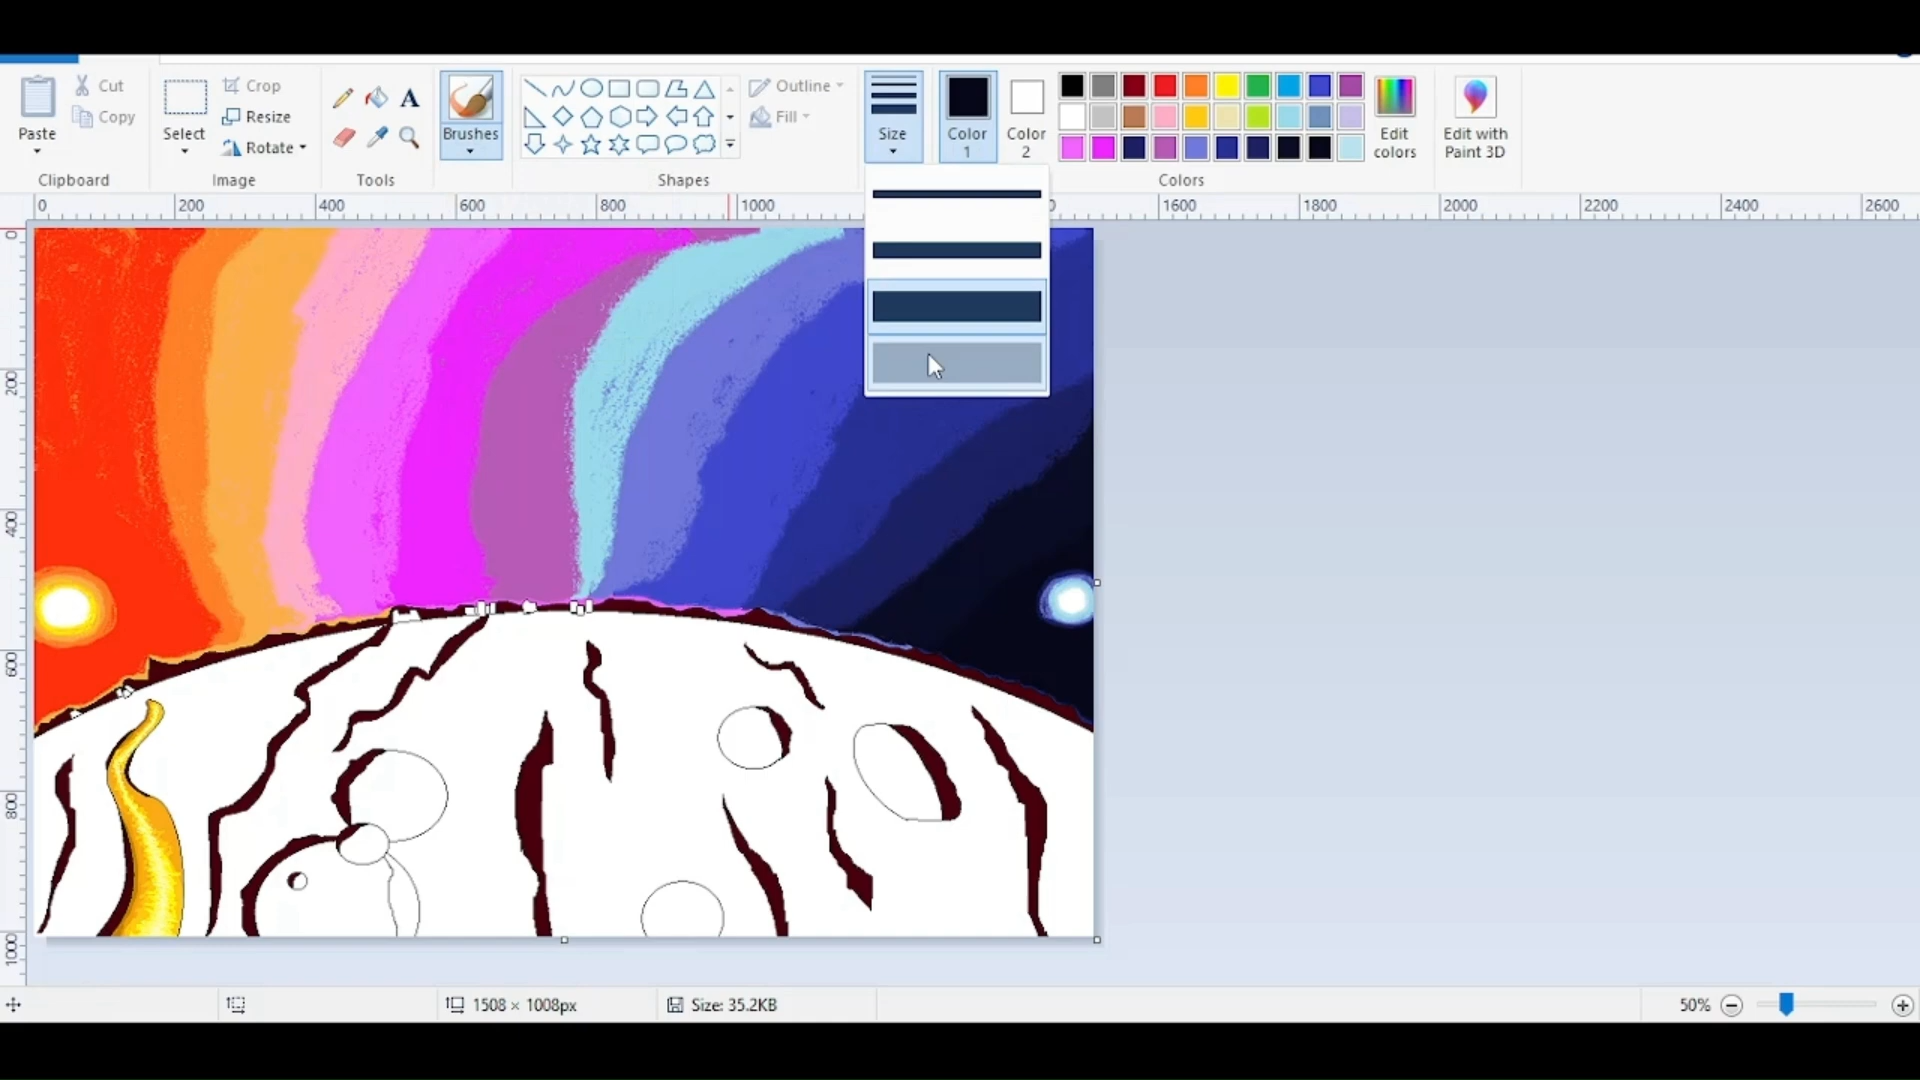 Paste
Cut
Copy
Clipboard
Select
Crop
Resize
Rotate
Image
A
Tools
Brushes
Shapes
Outline
Fill
Size
Color
1
Color
2
Colors
Edit
colors
Edit with
Paint 3D
0 200 400 600 800 1000 0 1600 1800 2000 2200 2400 2600
0
200
400
600
800
1000
1508 × 1008px
Size: 35.2KB
50%